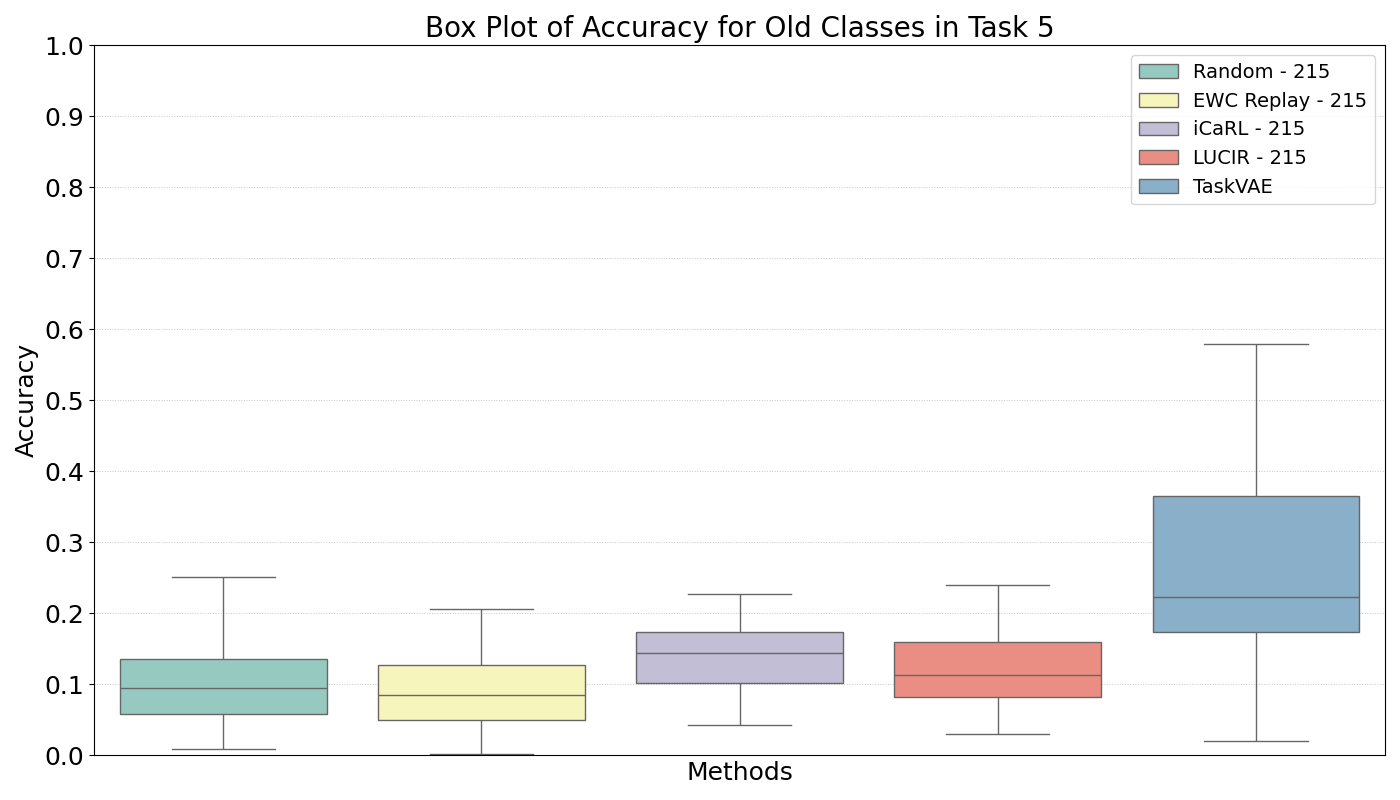 Box Plot of Accuracy for Old Classes in Task 5
1.0
0.9
0.8
0.7
0.6
0.5
0.4
0.3
0.2
0.1
0.0
Accuracy
Methods
Random - 215
EWC Replay - 215
iCaRL - 215
LUCIR - 215
TaskVAE